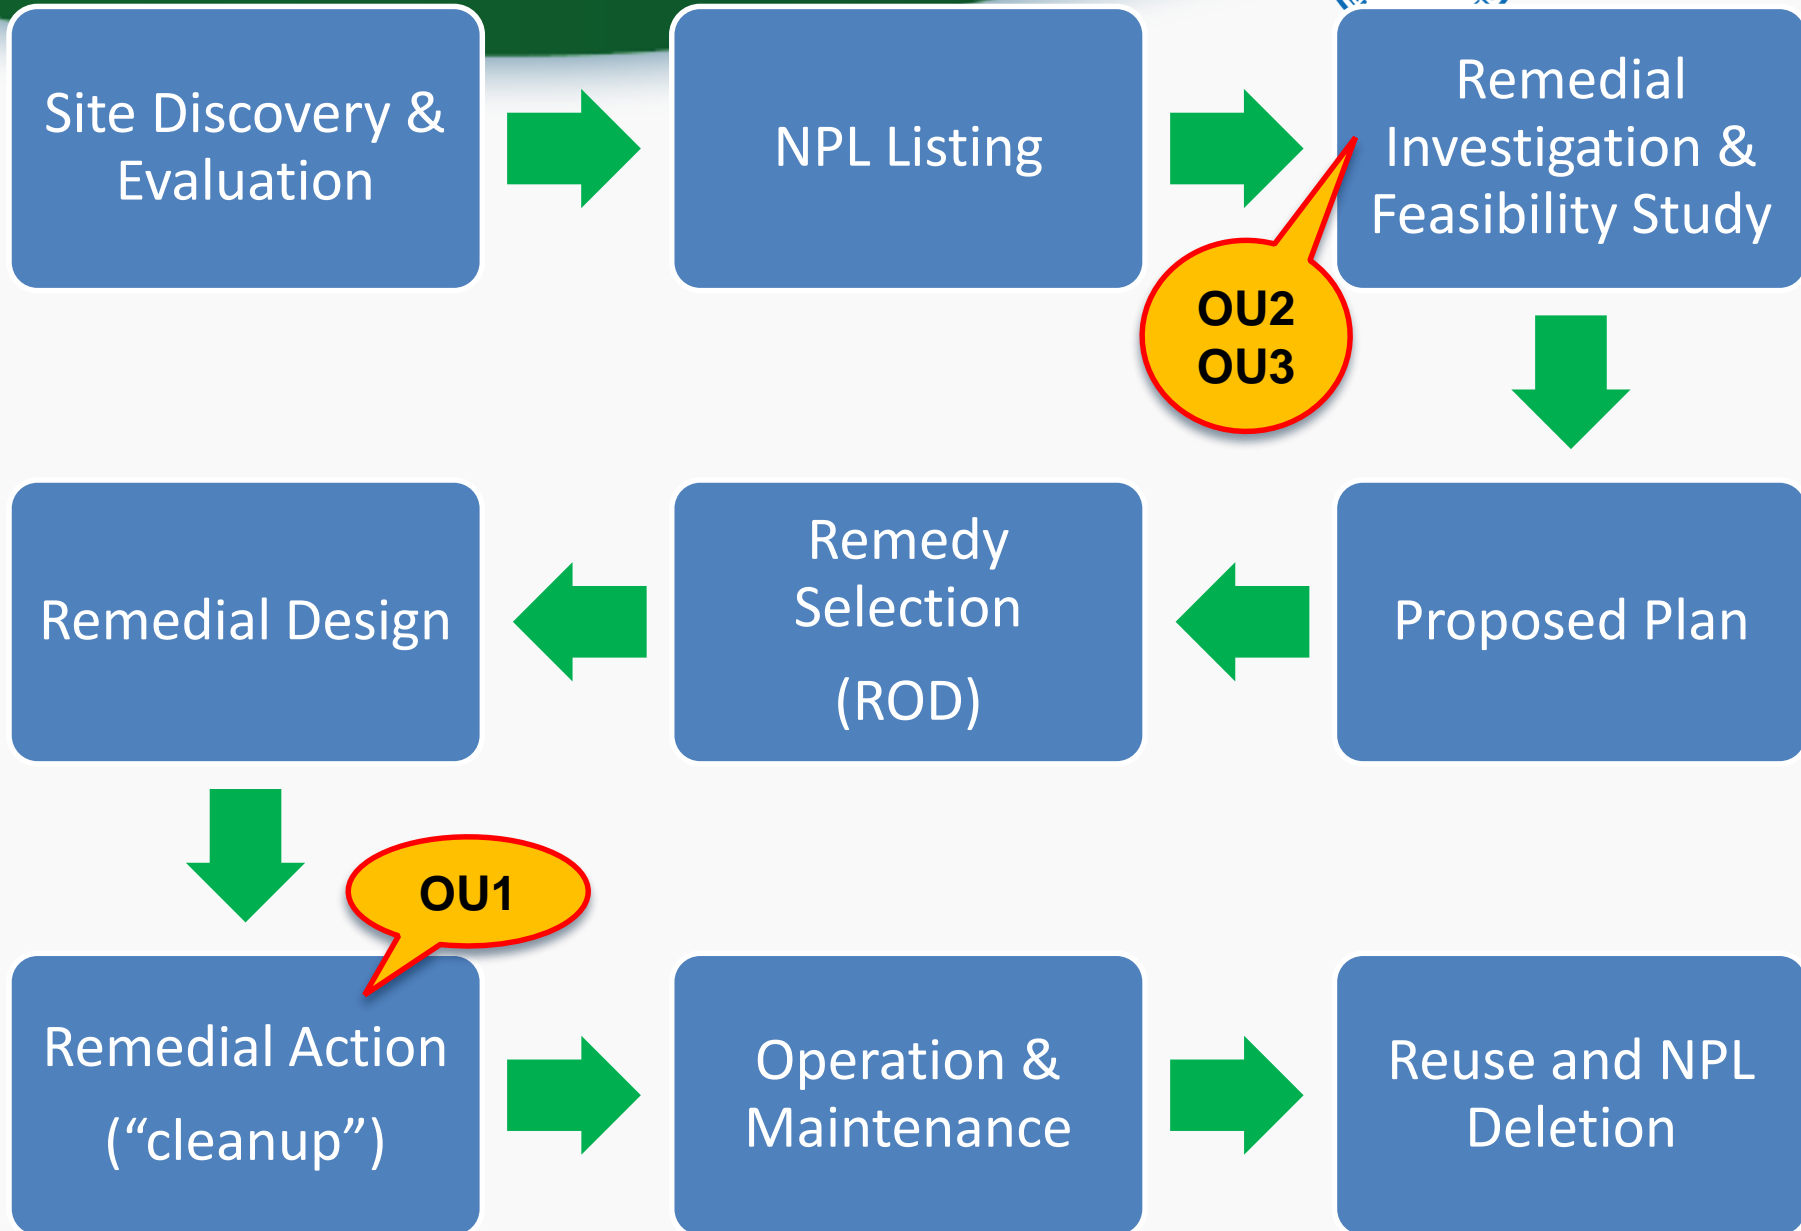 Site Discovery &
Evaluation
NPL Listing
Remedial
Investigation &
Feasibility Study
OU2
OU3
Proposed Plan
Remedy
Selection
(ROD)
Remedial Design
OU1
Remedial Action
(“cleanup”)
Operation &
Maintenance
Reuse and NPL
Deletion